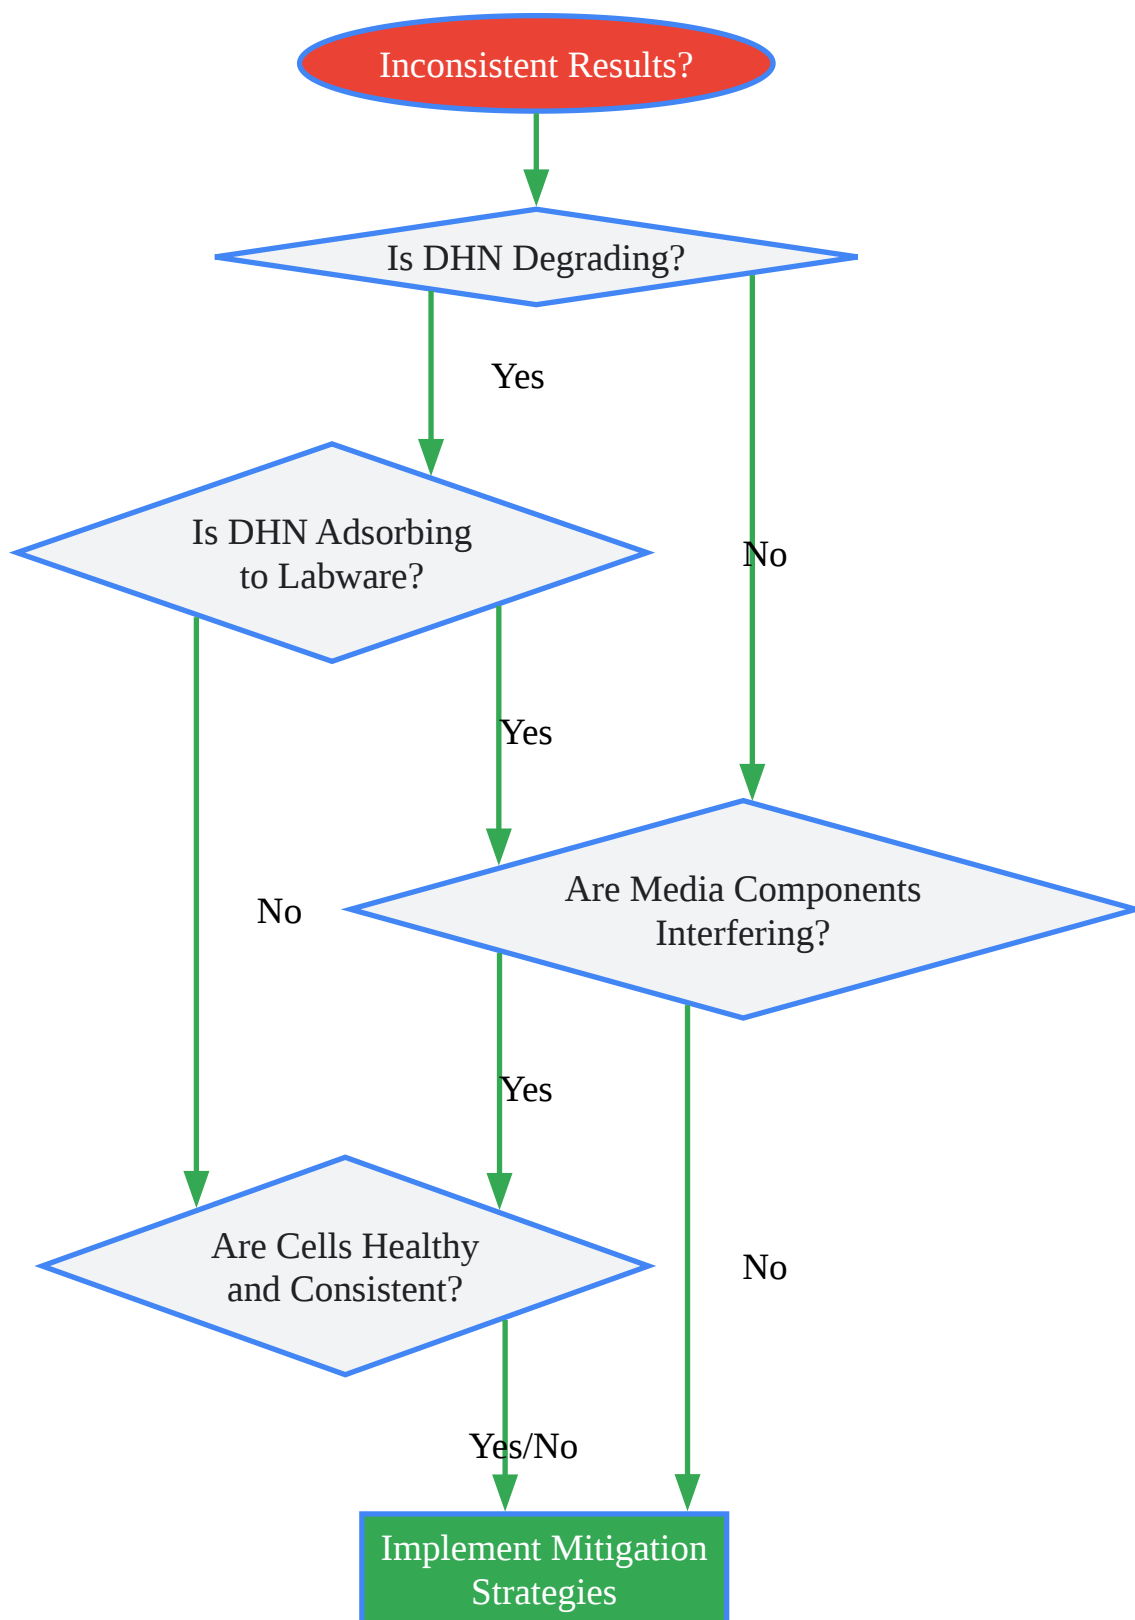 Inconsistent Results?
Is DHN Degrading?
Yes
Is DHN Adsorbing
to Labware?
No
Yes
Are Media Components
Interfering?
No
Yes
Are Cells Healthy
and Consistent?
No
Yes/No
Implement Mitigation
Strategies